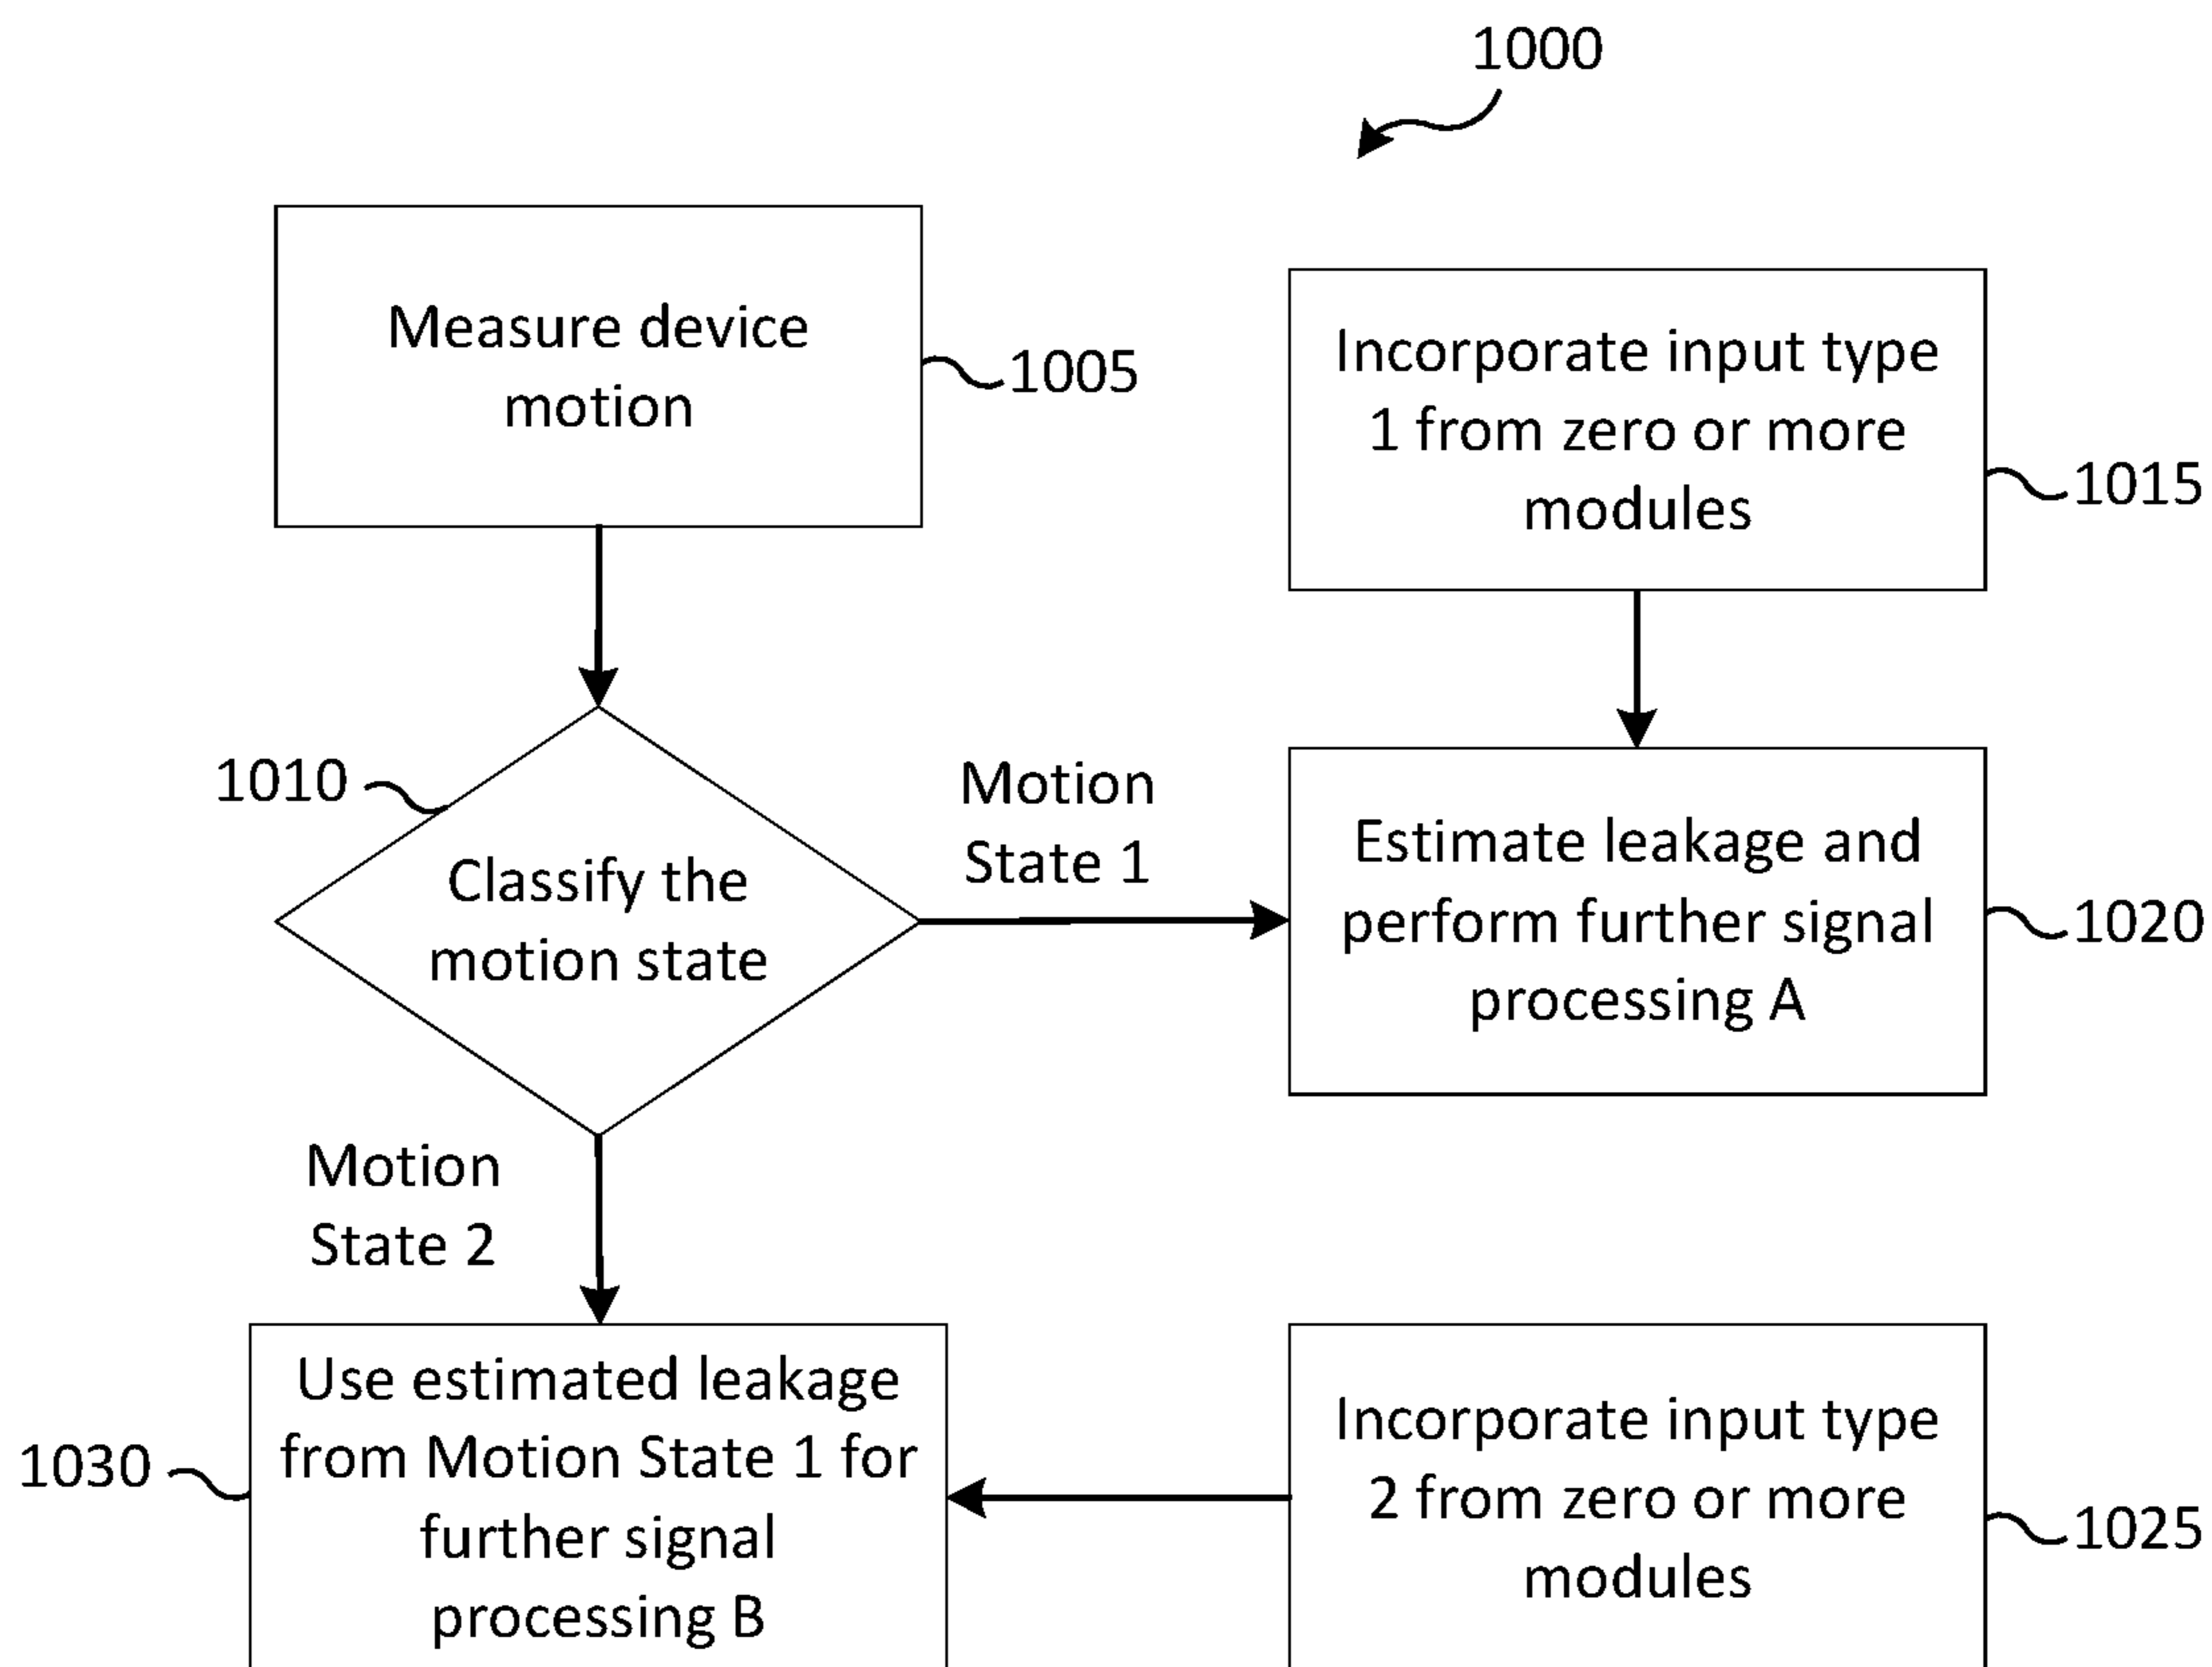 1000
Measure device
motion
1005
Incorporate input type
1 from zero or more
modules
1015
1010
Classify the
motion state
Motion
State 1
Estimate leakage and
perform further signal
processing A
1020
Motion
State 2
Use estimated leakage
from Motion State 1 for
further signal
processing B
1030
Incorporate input type
2 from zero or more
modules
1025